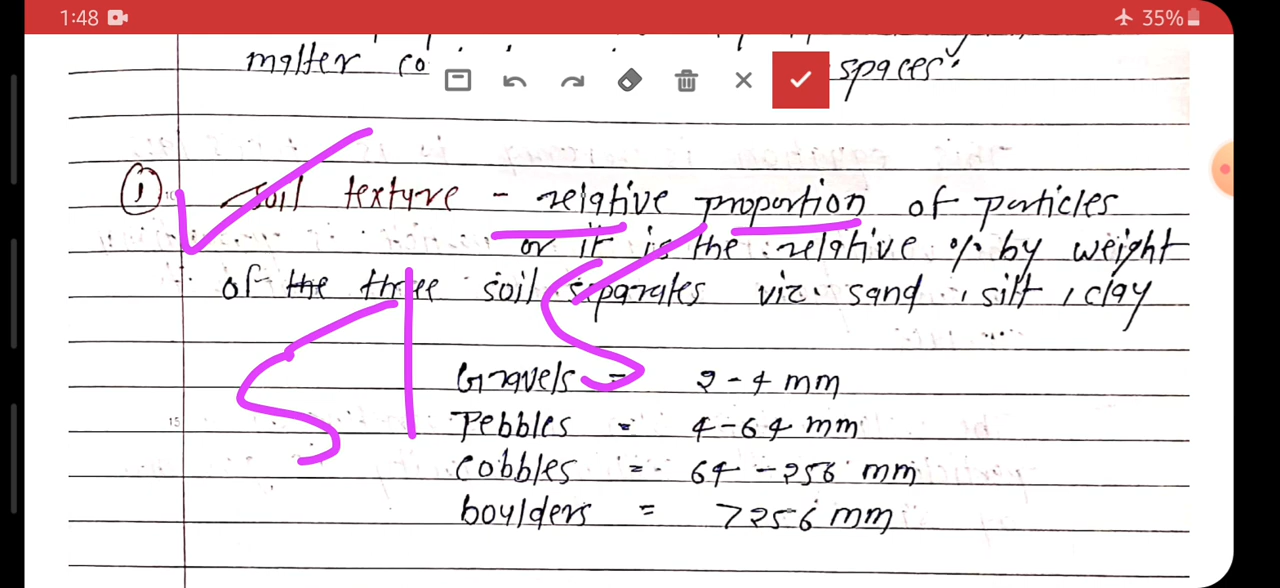 1:48
35%
matter co
spaces.
① Soil texture - relative proportion of particles
or it is the relative % by weight
of the three soil separates viz. sand, silt, clay
Gravels = 2-4 mm
Pebbles = 4-64 mm
cobbles = 64-256 mm
boulders = >256 mm
15